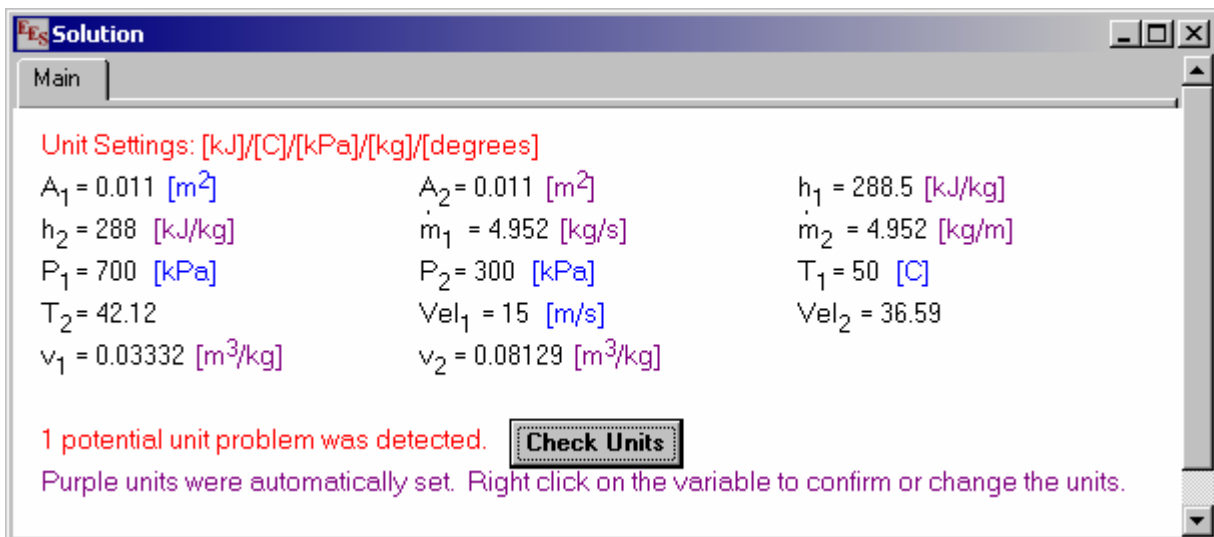 EES Solution
Main
Unit Settings: [kJ]/[C]/[kPa]/[kg]/[degrees]
A₁ = 0.011 [m²] A₂ = 0.011 [m²] h₁ = 288.5 [kJ/kg]
h₂ = 288 [kJ/kg] ṁ₁ = 4.952 [kg/s] ṁ₂ = 4.952 [kg/m]
P₁ = 700 [kPa] P₂ = 300 [kPa] T₁ = 50 [C]
T₂ = 42.12 Vel₁ = 15 [m/s] Vel₂ = 36.59
v₁ = 0.03332 [m³/kg] v₂ = 0.08129 [m³/kg]
1 potential unit problem was detected. Check Units
Purple units were automatically set. Right click on the variable to confirm or change the units.